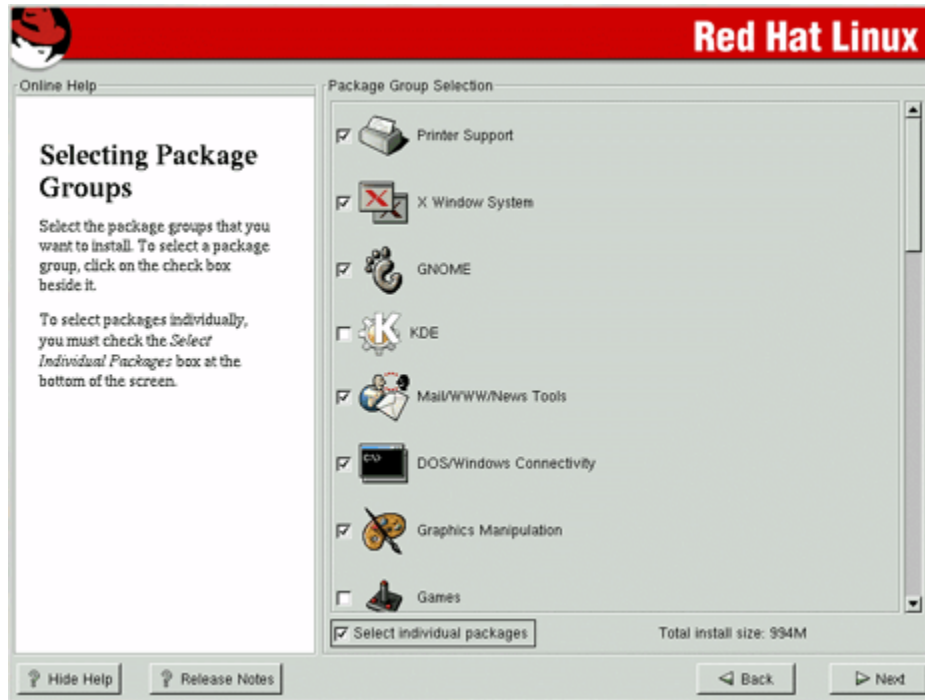 Red Hat Linux
Online Help
Selecting Package
Groups
Select the package groups that you
want to install. To select a package
group, click on the check box
beside it.
To select packages individually,
you must check the Select
Individual Packages box at the
bottom of the screen.
Package Group Selection
Printer Support
X Window System
GNOME
K KDE
Mail/WWW/News Tools
C:\> DOS/Windows Connectivity
Graphics Manipulation
Games
Select individual packages
Total install size: 994M
? Hide Help
? Release Notes
Back
Next